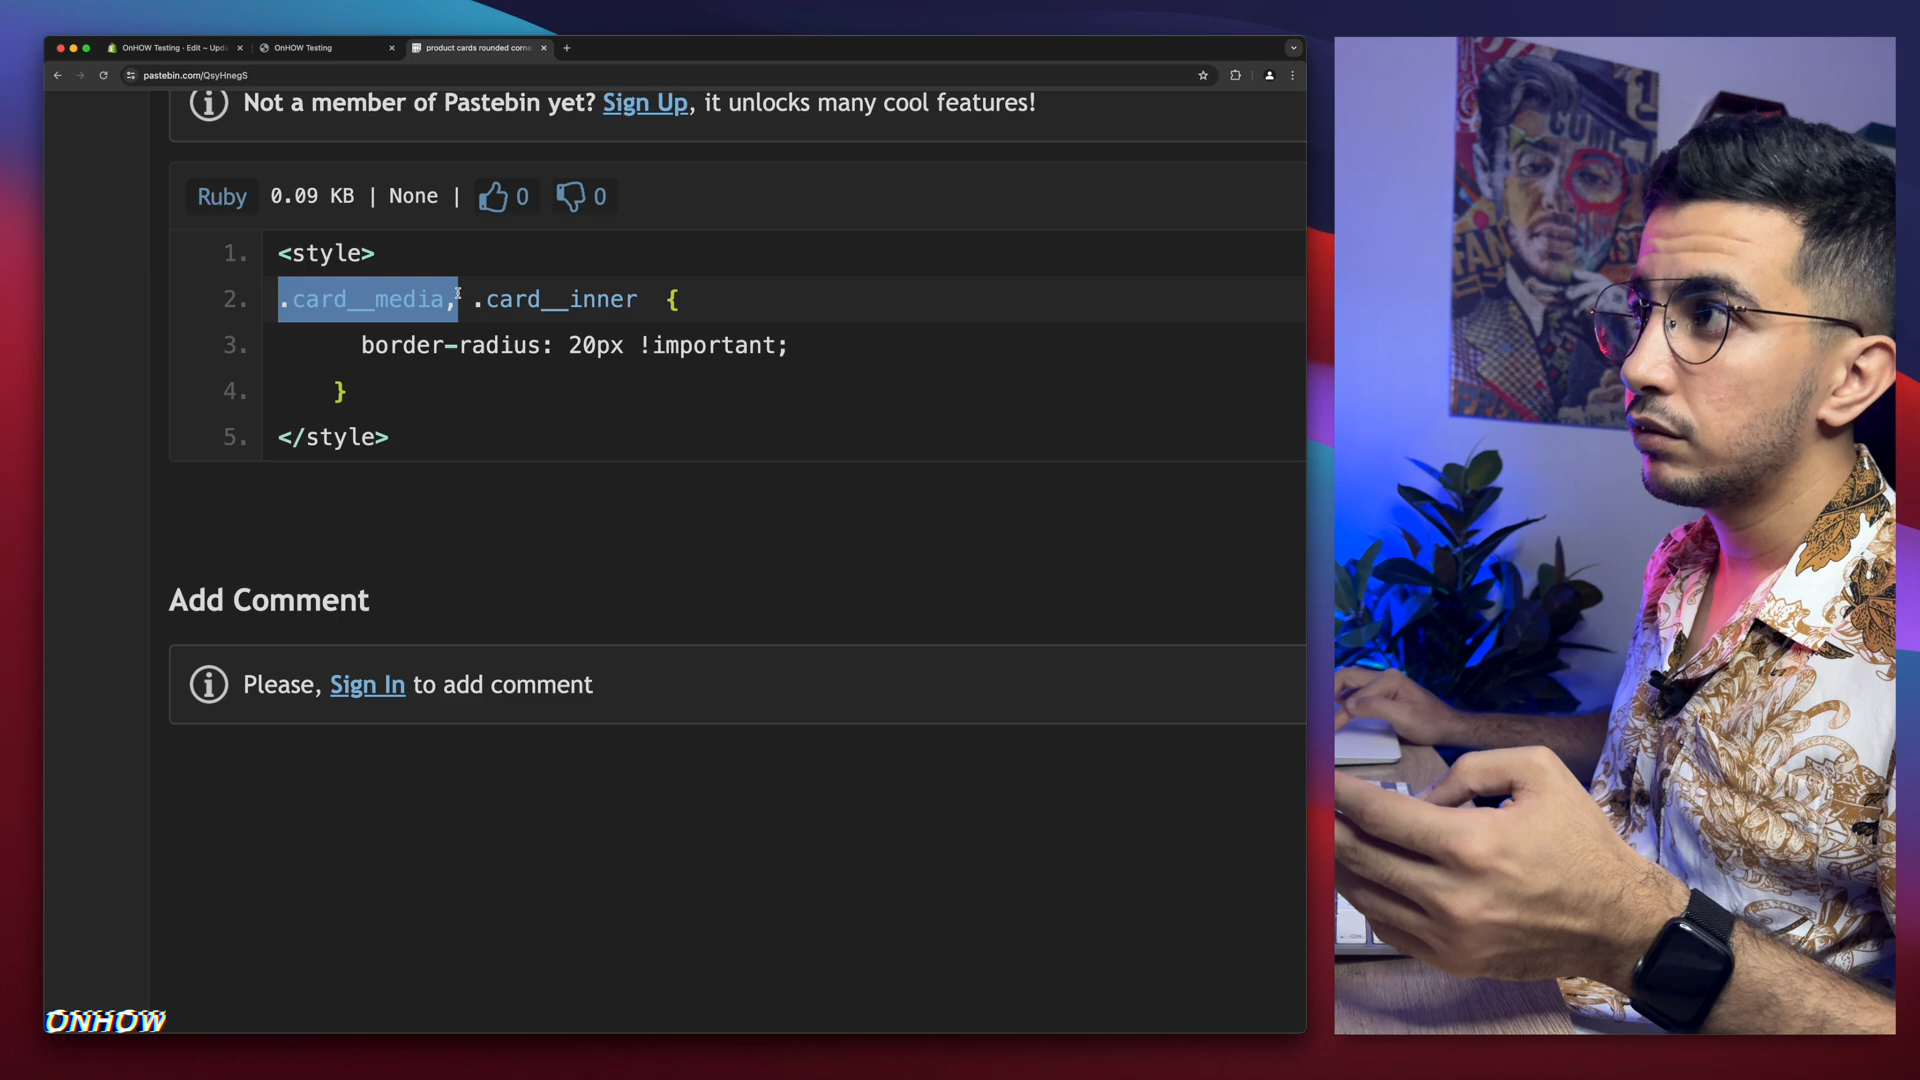 OnHOW Testing · Edit ~ Upda
OnHOW Testing
product cards rounded corne
pastebin.com/QsyHnegS
Not a member of Pastebin yet? Sign Up, it unlocks many cool features!
Ruby 0.09 KB | None | 0 0
1. <style>
2. .card__media, .card__inner {
3. border-radius: 20px !important;
4. }
5. </style>
Add Comment
Please, Sign In to add comment
ONHOW